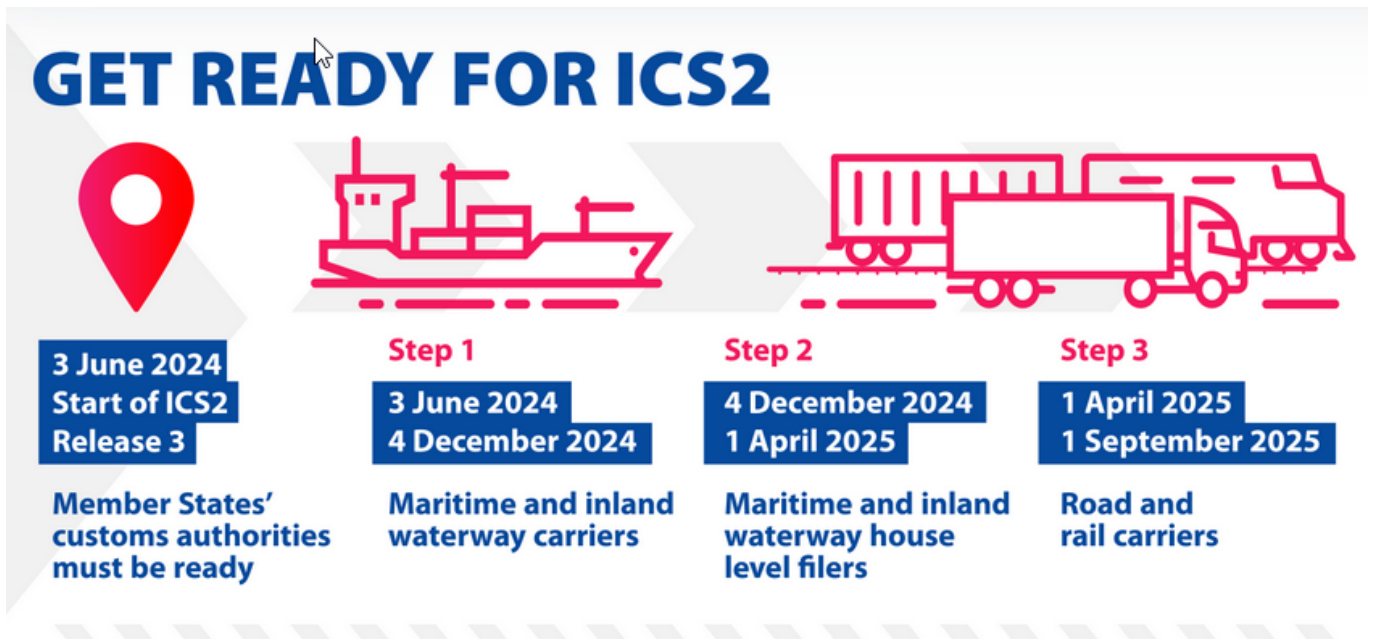 GET READY FOR ICS2
3 June 2024
Start of ICS2
Release 3
Member States’
customs authorities
must be ready
Step 1
3 June 2024
4 December 2024
Maritime and inland
waterway carriers
Step 2
4 December 2024
1 April 2025
Maritime and inland
waterway house
level filers
Step 3
1 April 2025
1 September 2025
Road and
rail carriers